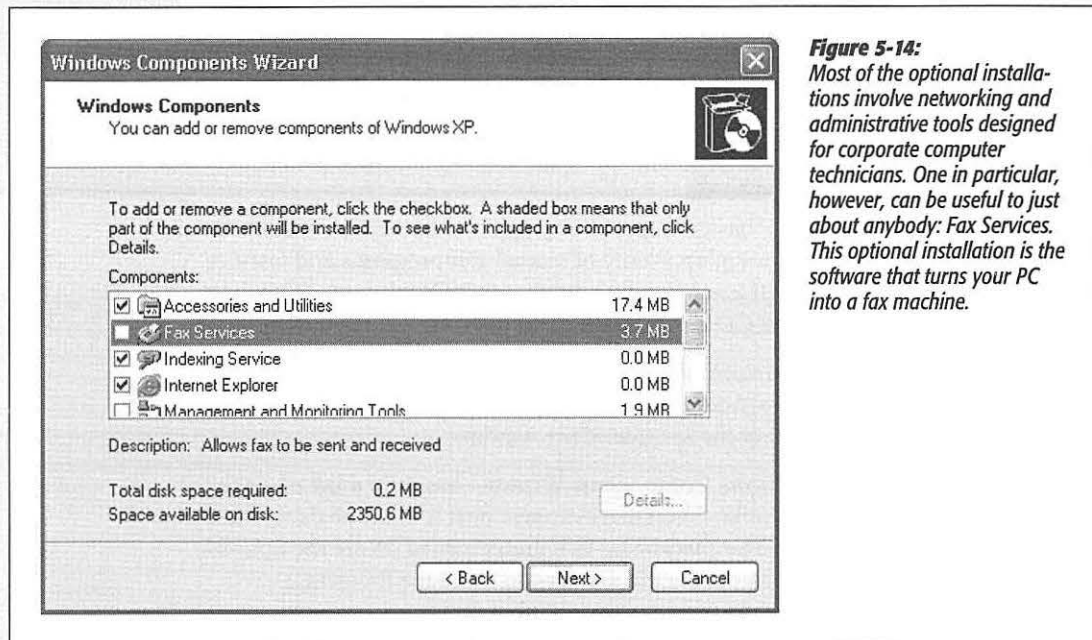 Windows Components Wizard
Windows Components
You can add or remove components of Windows XP.
To add or remove a component, click the checkbox. A shaded box means that only
part of the component will be installed. To see what's included in a component, click
Details.
Components:
Accessories and Utilities 17.4 MB
Fax Services 3.7 MB
Indexing Service 0.0 MB
Internet Explorer 0.0 MB
Management and Monitoring Tools 1.9 MB
Description: Allows fax to be sent and received
Total disk space required: 0.2 MB
Space available on disk: 2350.6 MB
Details...
< Back
Next >
Cancel
Figure 5-14:
Most of the optional installa-
tions involve networking and
administrative tools designed
for corporate computer
technicians. One in particular,
however, can be useful to just
about anybody: Fax Services.
This optional installation is the
software that turns your PC
into a fax machine.